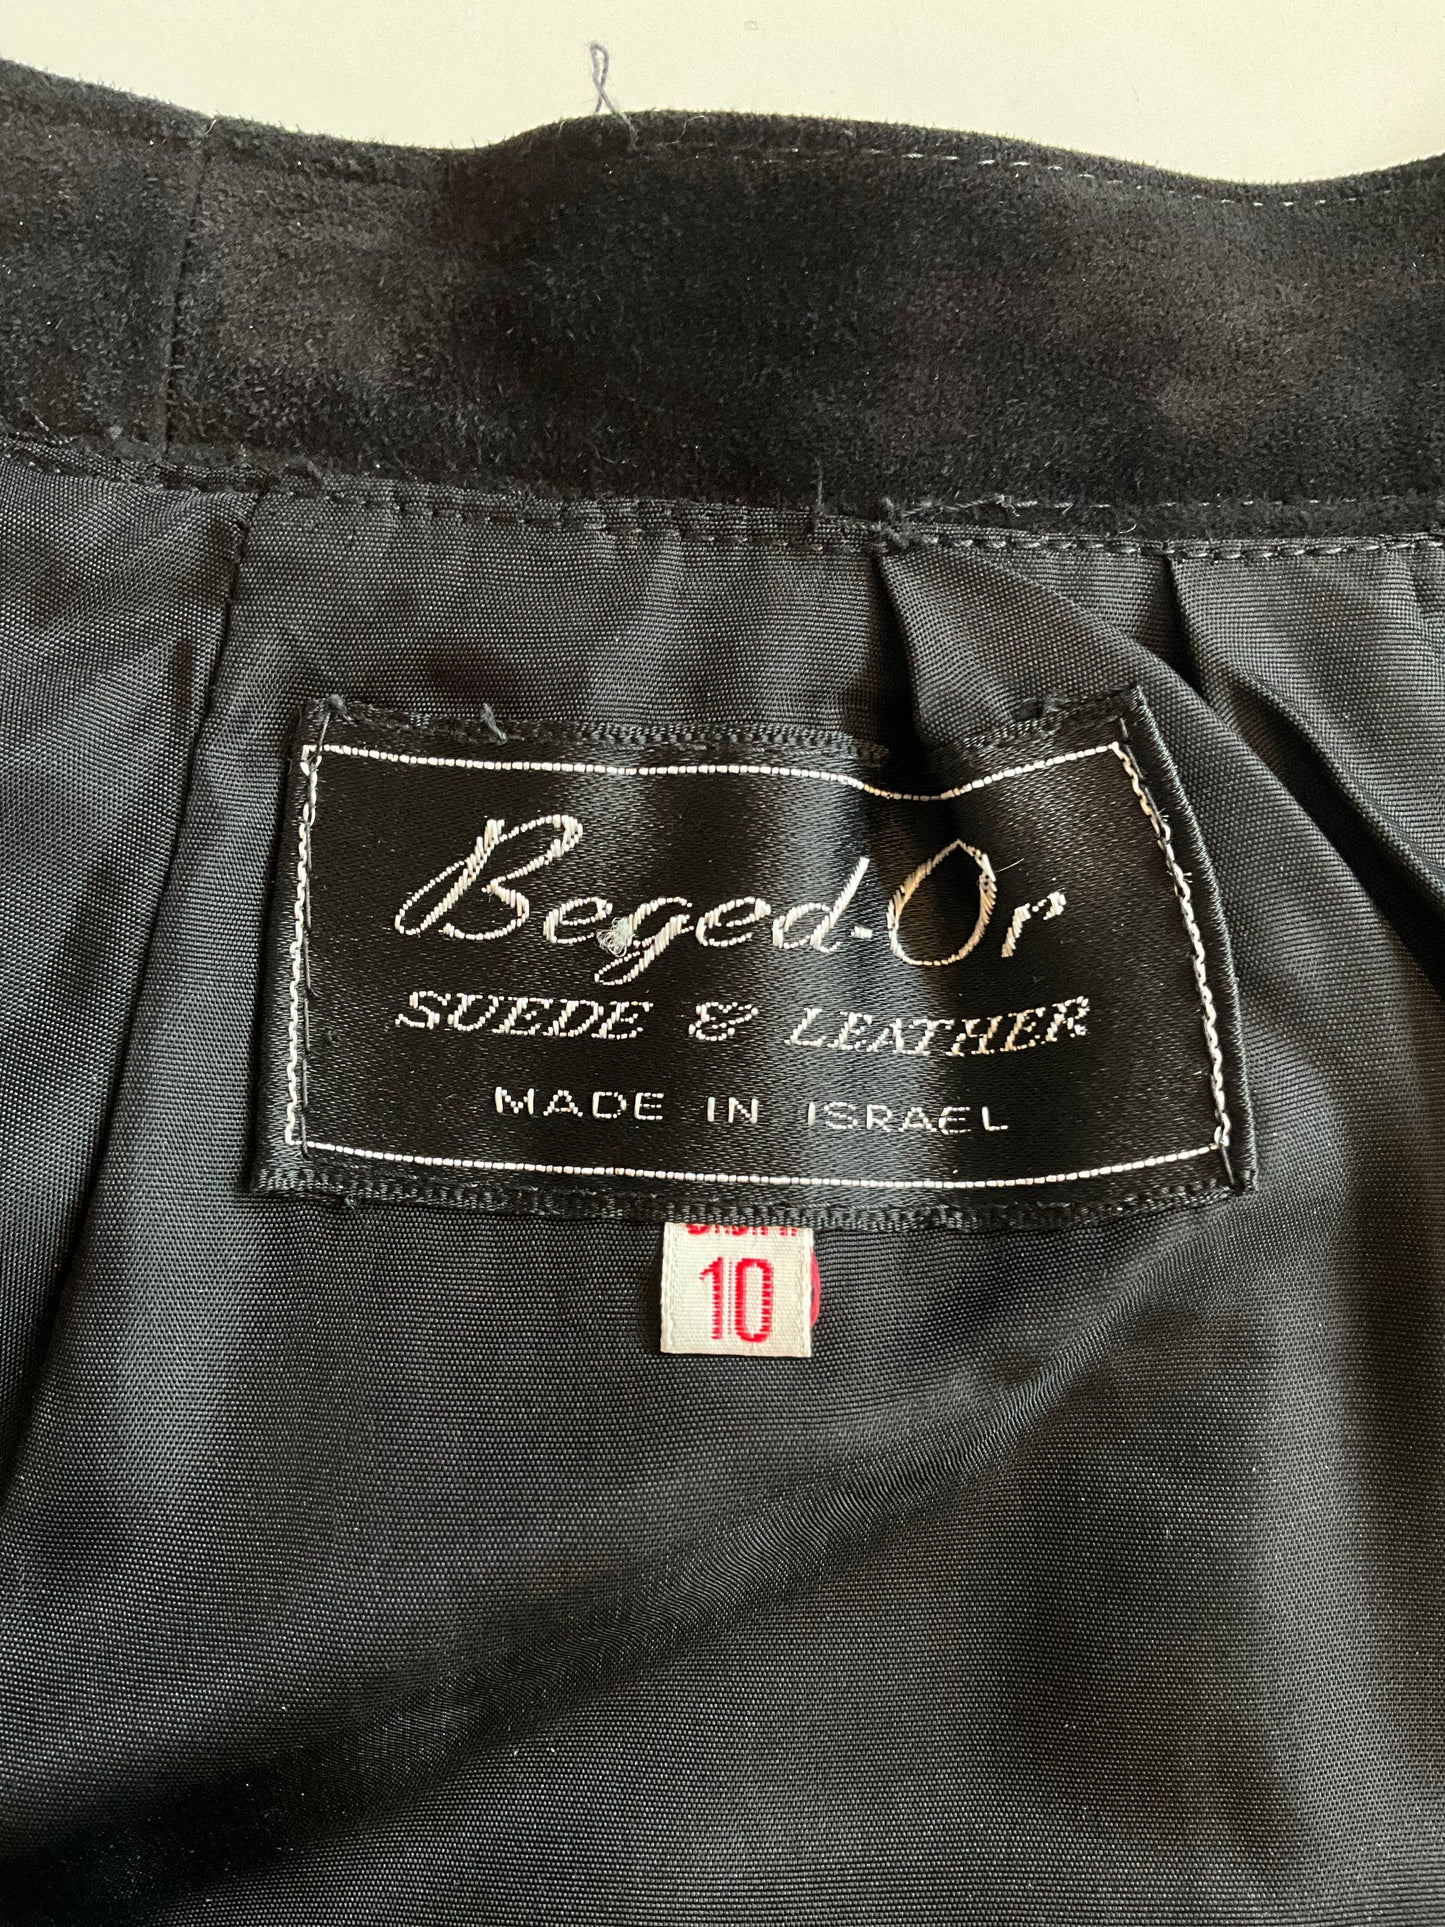 Beged-Or
SUEDE & LEATHER
MADE IN ISRAEL
10